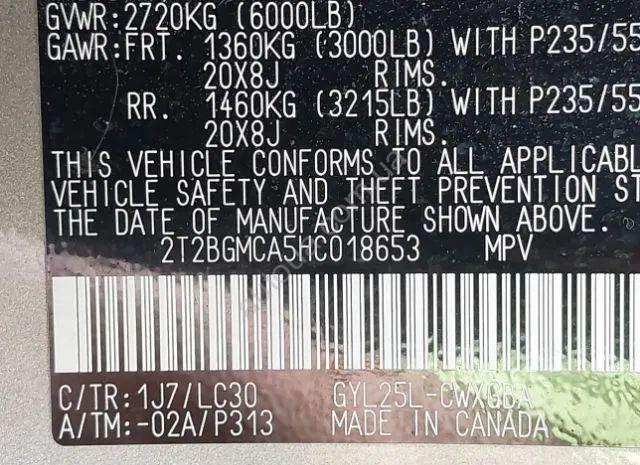 GVWR:2720KG (6000LB)
GAWR:FRT. 1360KG (3000LB) WITH P235/55
20X8J RIMS.
RR. 1460KG (3215LB) WITH P235/55
20X8J RIMS.
THIS VEHICLE CONFORMS TO ALL APPLICABL
VEHICLE SAFETY AND THEFT PREVENTION ST
THE DATE OF MANUFACTURE SHOWN ABOVE.
2T2BGMCA5HC018653 MPV
C/TR:1J7/LC30 GYL25L-CWXGBA
A/TM:-02A/P313 MADE IN CANADA